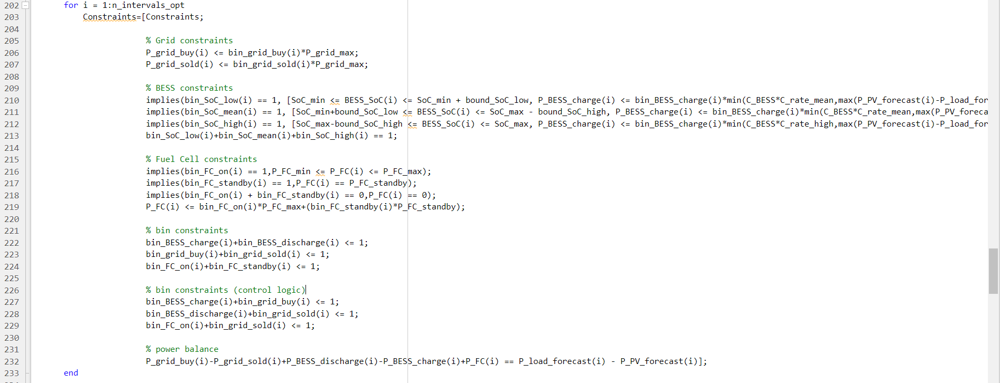 202 for i = 1:n_intervals_opt
203 Constraints=[Constraints;
204
205 % Grid constraints
206 P_grid_buy(i) <= bin_grid_buy(i)*P_grid_max;
207 P_grid_sold(i) <= bin_grid_sold(i)*P_grid_max;
208
209 % BESS constraints
210 implies(bin_SoC_low(i) == 1, [SoC_min <= BESS_SoC(i) <= SoC_min + bound_SoC_low, P_BESS_charge(i) <= bin_BESS_charge(i)*min(C_BESS*C_rate_mean,max(P_PV_forecast(i)-P_load_for
211 implies(bin_SoC_mean(i) == 1, [SoC_min+bound_SoC_low <= BESS_SoC(i) <= SoC_max - bound_SoC_high, P_BESS_charge(i) <= bin_BESS_charge(i)*min(C_BESS*C_rate_mean,max(P_PV_foreca
212 implies(bin_SoC_high(i) == 1, [SoC_max-bound_SoC_high <= BESS_SoC(i) <= SoC_max, P_BESS_charge(i) <= bin_BESS_charge(i)*min(C_BESS*C_rate_high,max(P_PV_forecast(i)-P_load_for
213 bin_SoC_low(i)+bin_SoC_mean(i)+bin_SoC_high(i) == 1;
214
215 % Fuel Cell constraints
216 implies(bin_FC_on(i) == 1,P_FC_min <= P_FC(i) <= P_FC_max);
217 implies(bin_FC_standby(i) == 1,P_FC(i) == P_FC_standby);
218 implies(bin_FC_on(i) + bin_FC_standby(i) == 0,P_FC(i) == 0);
219 P_FC(i) <= bin_FC_on(i)*P_FC_max+(bin_FC_standby(i)*P_FC_standby);
220
221 % bin constraints
222 bin_BESS_charge(i)+bin_BESS_discharge(i) <= 1;
223 bin_grid_buy(i)+bin_grid_sold(i) <= 1;
224 bin_FC_on(i)+bin_FC_standby(i) <= 1;
225
226 % bin constraints (control logic)
227 bin_BESS_charge(i)+bin_grid_buy(i) <= 1;
228 bin_BESS_discharge(i)+bin_grid_sold(i) <= 1;
229 bin_FC_on(i)+bin_grid_sold(i) <= 1;
230
231 % power balance
232 P_grid_buy(i)-P_grid_sold(i)+P_BESS_discharge(i)-P_BESS_charge(i)+P_FC(i) == P_load_forecast(i) - P_PV_forecast(i)];
233 end